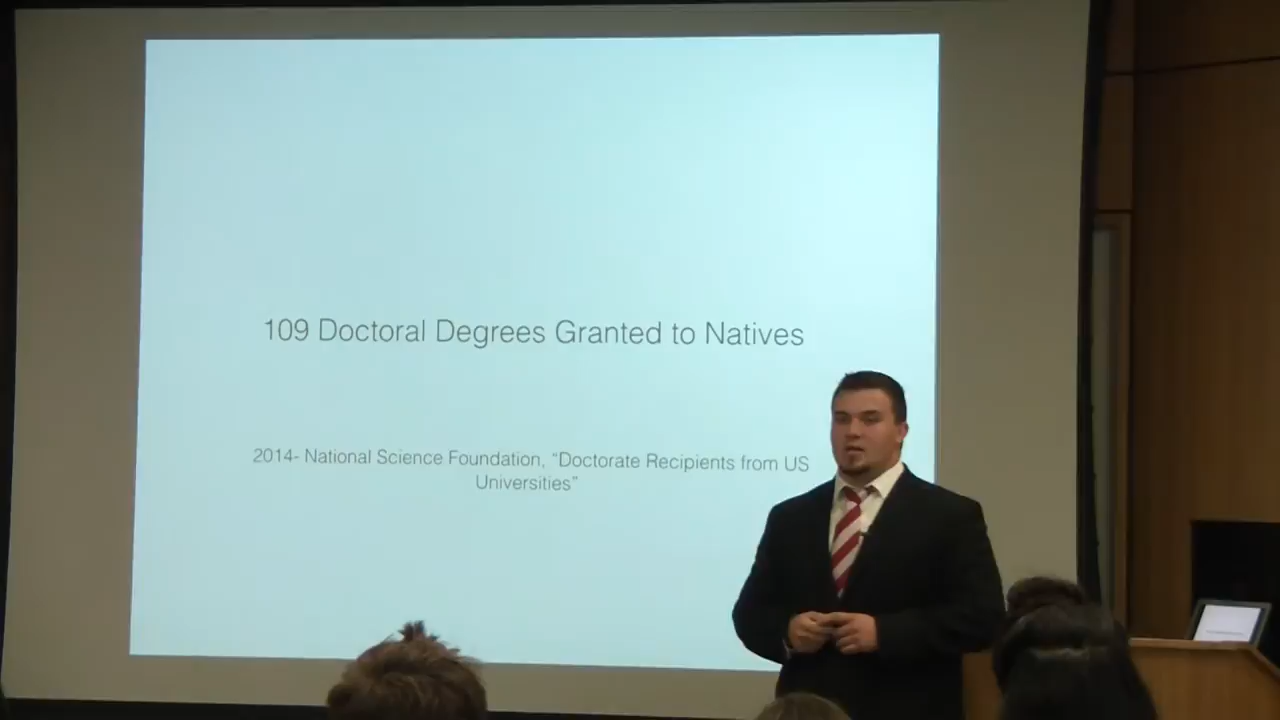 109 Doctoral Degrees Granted to Natives
2014- National Science Foundation, “Doctorate Recipients from US
Universities”